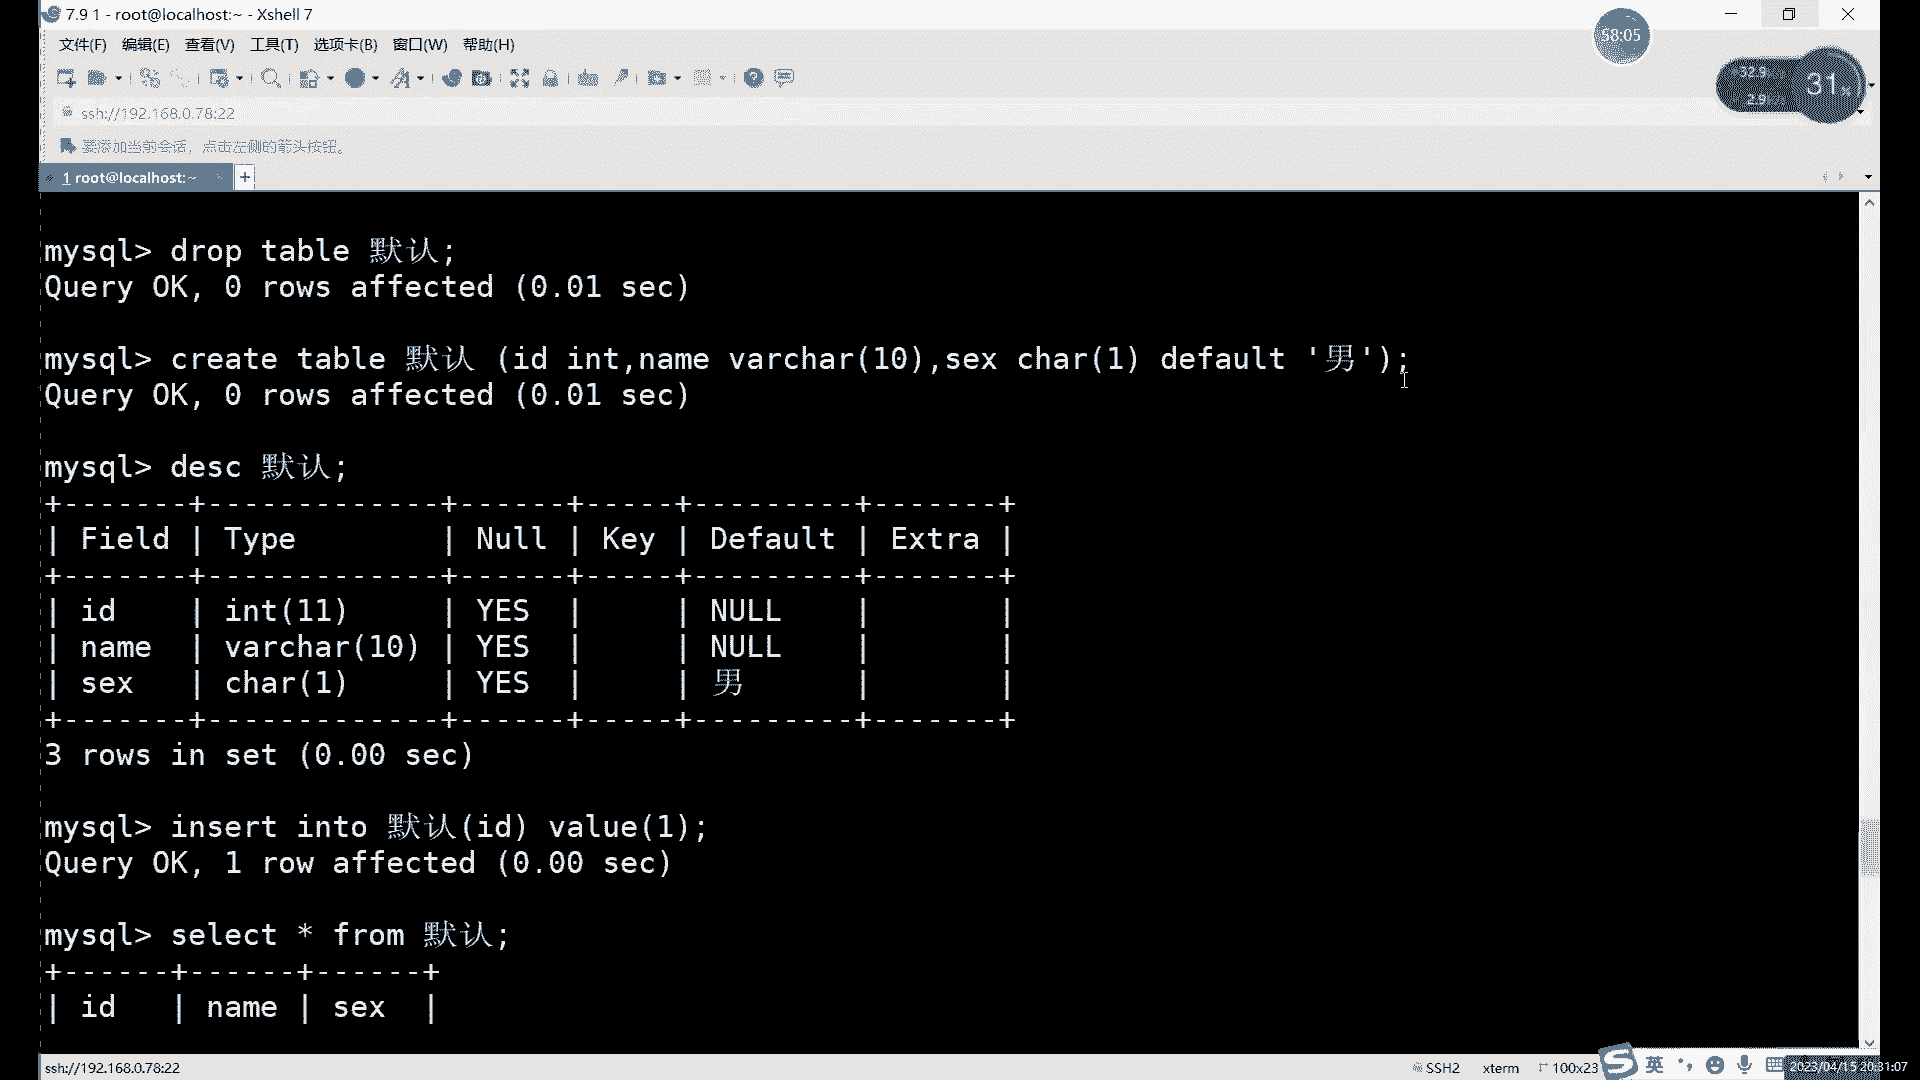 7.9 1 - root@localhost:~ - Xshell 7
58:05
文件(F) 编辑(E) 查看(V) 工具(T) 选项卡(B) 窗口(W) 帮助(H)
32.9
31%
2.9
ssh://192.168.0.78:22
要添加当前会话，点击左侧的箭头按钮。
1 root@localhost:~
mysql> drop table 默认;
Query OK, 0 rows affected (0.01 sec)
mysql> create table 默认 (id int,name varchar(10),sex char(1) default '男');
Query OK, 0 rows affected (0.01 sec)
mysql> desc 默认;
+-------+-------------+------+-----+---------+-------+
| Field | Type        | Null | Key | Default | Extra |
+-------+-------------+------+-----+---------+-------+
| id    | int(11)     | YES  |     | NULL    |       |
| name  | varchar(10) | YES  |     | NULL    |       |
| sex   | char(1)     | YES  |     | 男      |       |
+-------+-------------+------+-----+---------+-------+
3 rows in set (0.00 sec)
mysql> insert into 默认(id) value(1);
Query OK, 1 row affected (0.00 sec)
mysql> select * from 默认;
+------+------+------+
| id   | name | sex  |
ssh://192.168.0.78:22
SSH2 xterm 100x23
英
2023/04/15 20:31:07